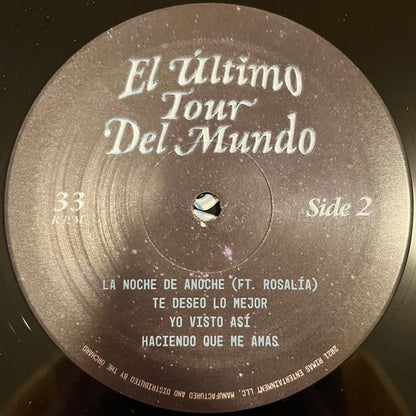 El Último
Tour
Del Mundo
33
R.P.M
Side 2
LA NOCHE DE ANOCHE (FT. ROSALÍA)
TE DESEO LO MEJOR
YO VISTO ASÍ
HACIENDO QUE ME AMAS
2021 RIMAS ENTERTAINMENT LLC. MANUFACTURED AND DISTRIBUTED BY THE ORCHARD